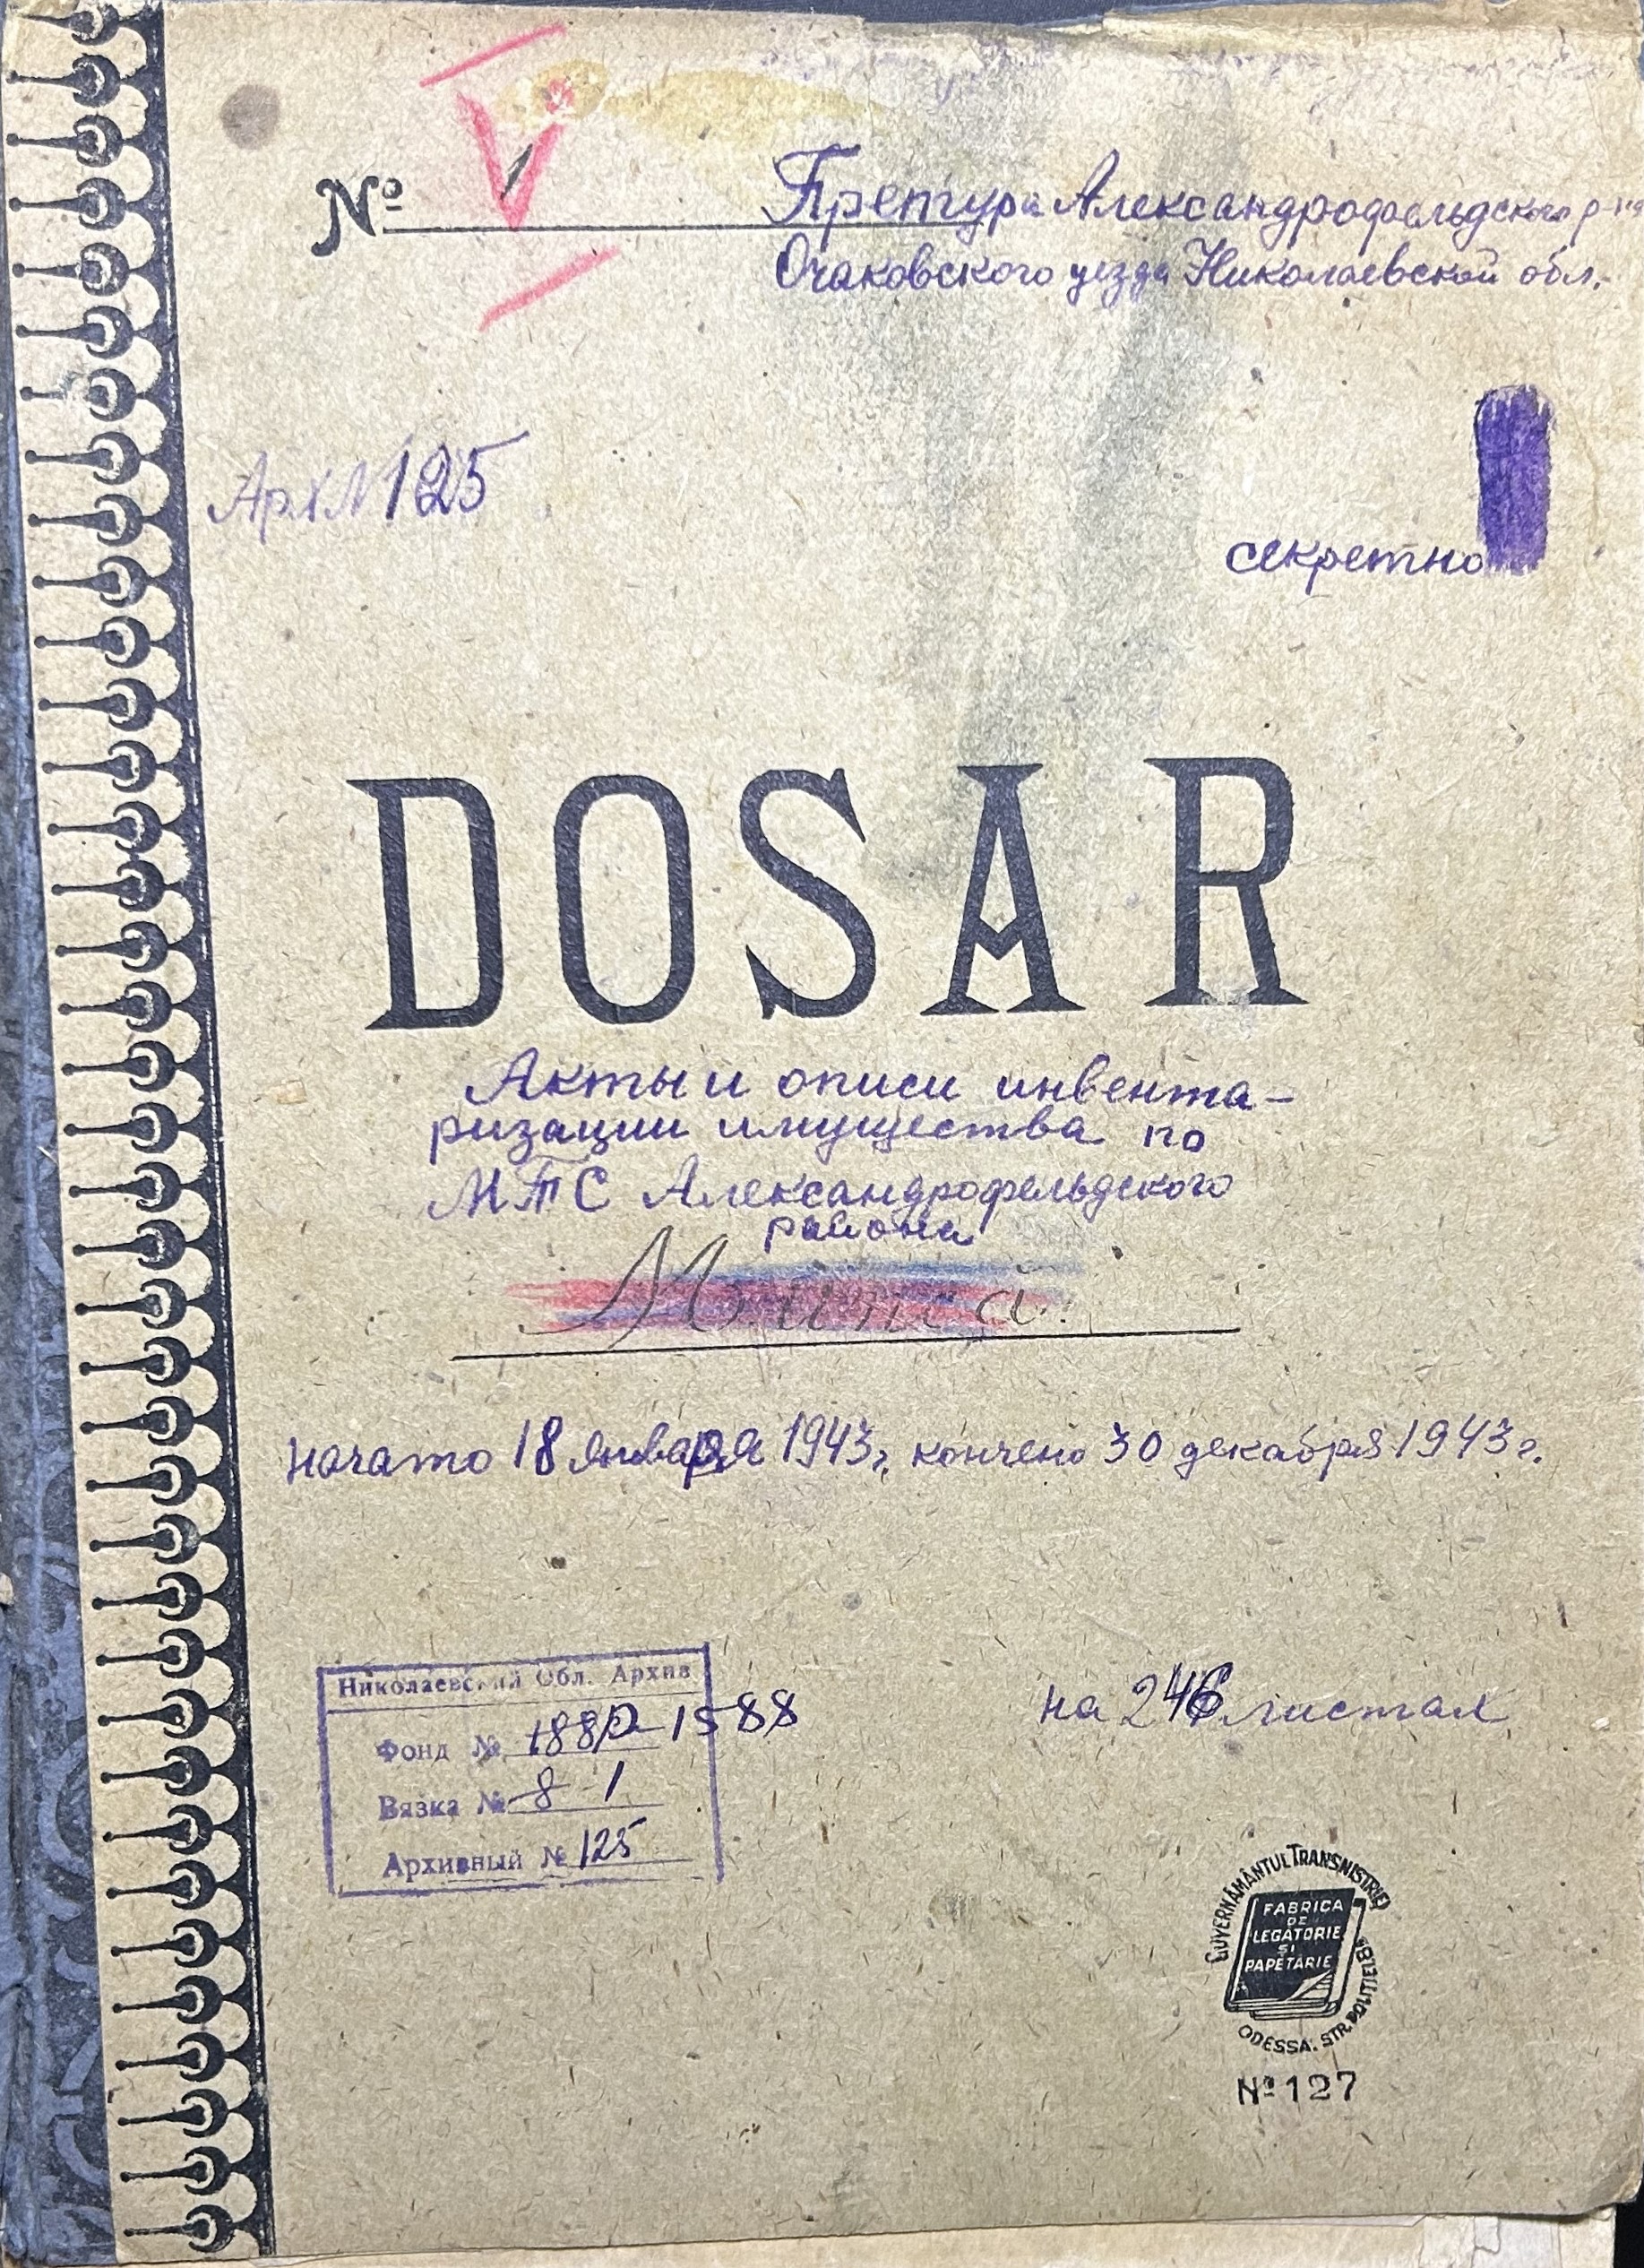 № 1
Претура Александрофельдского р-на
Очаковского уезда Николаевской обл.
Арх № 125
секретно
DOSAR
Акты и описи инвента-
ризации имущества по
МТС Александрофельдского
района
начато 18 января 1943 г. кончено 30 декабря 1943 г.
Николаевский Обл. Архив
Фонд № 188р 1588
Вязка № 8 1
Архивный № 125
на 246 листах
GUVERNĂMÂNTUL TRANSNISTRIEI
FABRICA
DE
LEGATORIE
SI
PAPETARIE
ODESSA. STR.
№ 127